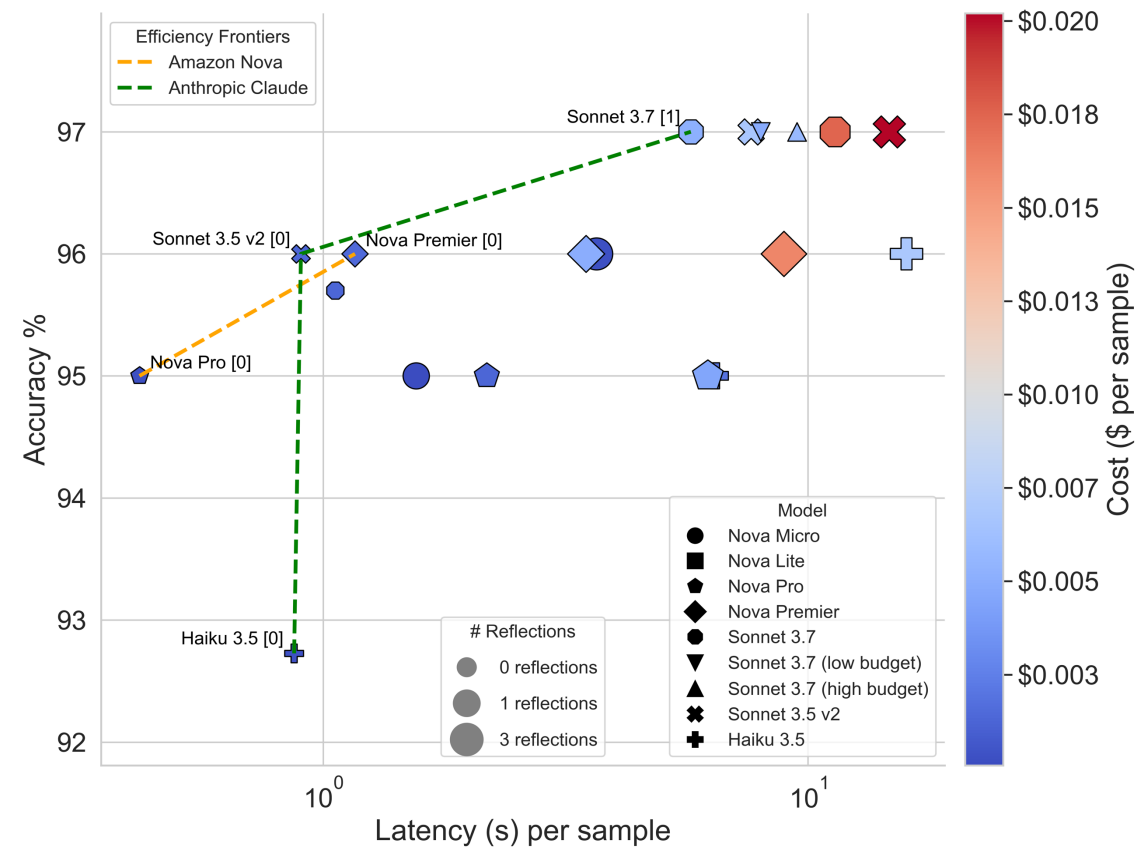 Efficiency Frontiers
Amazon Nova
Anthropic Claude
Sonnet 3.7 [1]
Sonnet 3.5 v2 [0]
Nova Premier [0]
Nova Pro [0]
Haiku 3.5 [0]
97
96
95
94
93
92
Accuracy %
10^0
10^1
Latency (s) per sample
# Reflections
0 reflections
1 reflections
3 reflections
Model
Nova Micro
Nova Lite
Nova Pro
Nova Premier
Sonnet 3.7
Sonnet 3.7 (low budget)
Sonnet 3.7 (high budget)
Sonnet 3.5 v2
Haiku 3.5
$0.020
$0.018
$0.015
$0.013
$0.010
$0.007
$0.005
$0.003
Cost ($ per sample)